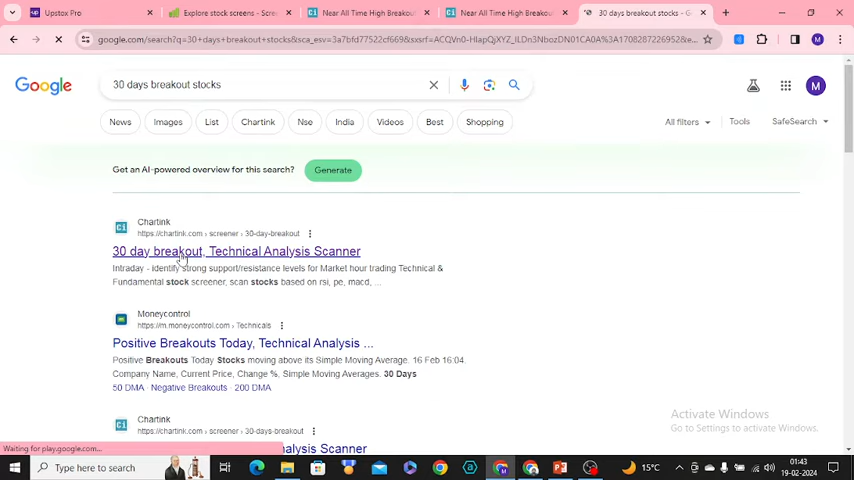 Upstox Pro
Explore stock screens - Scree
Near All Time High Breakout
Near All Time High Breakout
30 days breakout stocks - G
google.com/search?q=30+days+breakout+stocks&sca_esv=3a7bfd77522cf669&sxsrf=ACQVn0-HlapQjXYZ_ILDn3NbozDN01CA0A%3A1708287226952&e...
M
Google
30 days breakout stocks
M
News
Images
List
Chartink
Nse
India
Videos
Best
Shopping
All filters
Tools
SafeSearch
Get an AI-powered overview for this search?
Generate
Chartink
https://chartink.com › screener › 30-day-breakout
30 day breakout, Technical Analysis Scanner
Intraday - identify strong support/resistance levels for Market hour trading Technical &
Fundamental stock screener, scan stocks based on rsi, pe, macd, ...
Moneycontrol
https://m.moneycontrol.com › Technicals
Positive Breakouts Today, Technical Analysis ...
Positive Breakouts Today Stocks moving above its Simple Moving Average. 16 Feb 16:04.
Company Name, Current Price, Change %, Simple Moving Averages. 30 Days
50 DMA · Negative Breakouts · 200 DMA
Chartink
https://chartink.com › screener › 30-days-breakout
nalysis Scanner
Activate Windows
Go to Settings to activate Windows.
Waiting for play.google.com...
Type here to search
15°C
01:43
19-02-2024